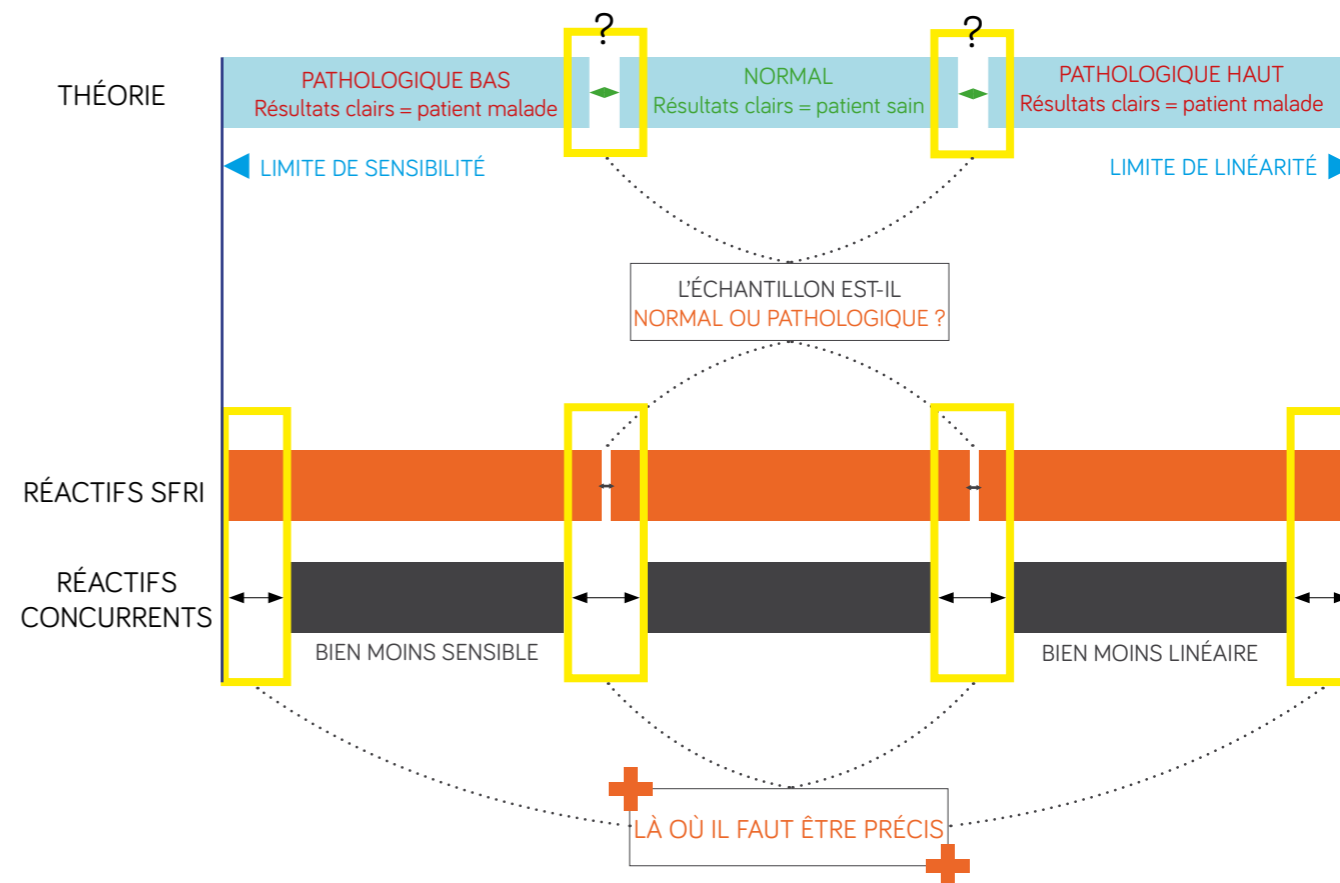 ?
?
THÉORIE
PATHOLOGIQUE BAS
Résultats clairs = patient malade
NORMAL
Résultats clairs = patient sain
PATHOLOGIQUE HAUT
Résultats clairs = patient malade
LIMITE DE SENSIBILITÉ
LIMITE DE LINÉARITÉ
L'ÉCHANTILLON EST-IL
NORMAL OU PATHOLOGIQUE ?
RÉACTIFS SFRI
RÉACTIFS
CONCURRENTS
BIEN MOINS SENSIBLE
BIEN MOINS LINÉAIRE
LÀ OÙ IL FAUT ÊTRE PRÉCIS